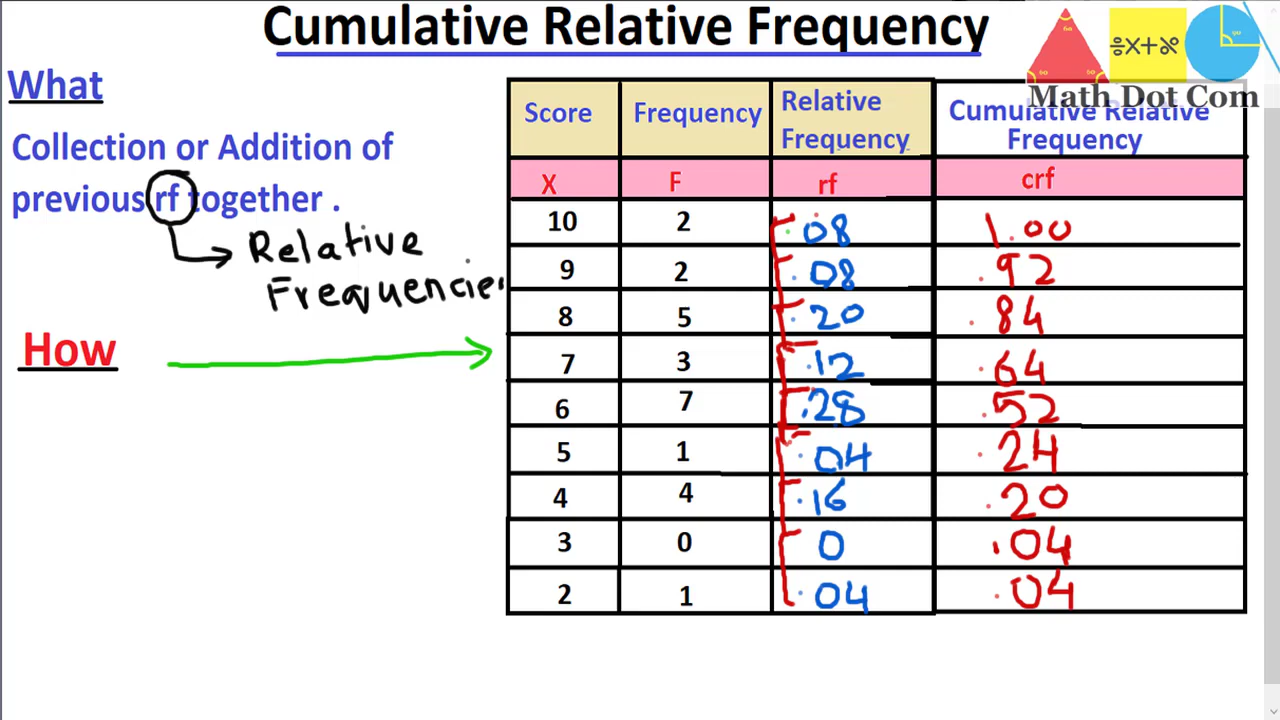 Cumulative Relative Frequency
÷X+%
Math Dot Com
What
Collection or Addition of
previous rf together .
Relative
Frequencies
How
Score Frequency Relative Frequency Cumulative Relative Frequency
X F rf crf
10 2 .08 1.00
9 2 .08 .92
8 5 .20 .84
7 3 .12 .64
6 7 .28 .52
5 1 .04 .24
4 4 .16 .20
3 0 0 .04
2 1 .04 .04